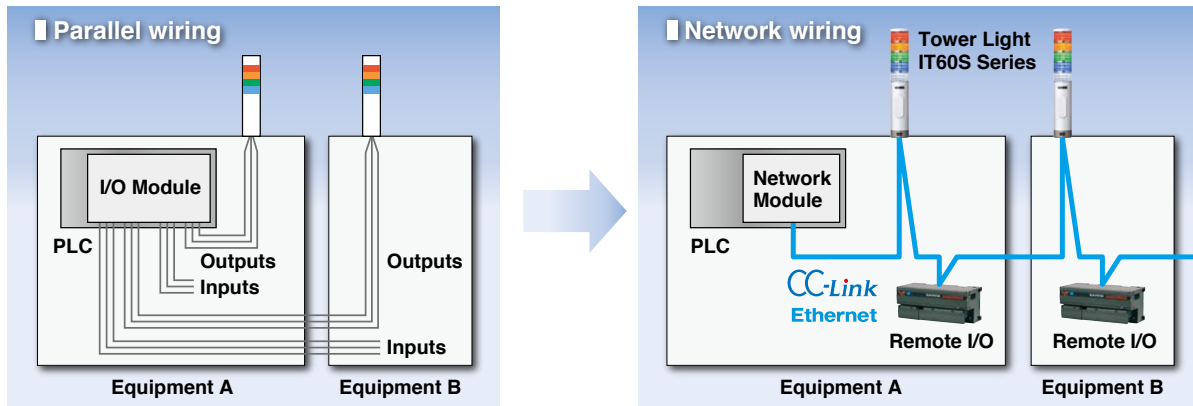 Parallel wiring
I/O Module
PLC
Outputs
Inputs
Outputs
Inputs
Equipment A
Equipment B
Network wiring
Tower Light
IT60S Series
Network
Module
PLC
CC-Link
Ethernet
Remote I/O
Remote I/O
Equipment A
Equipment B